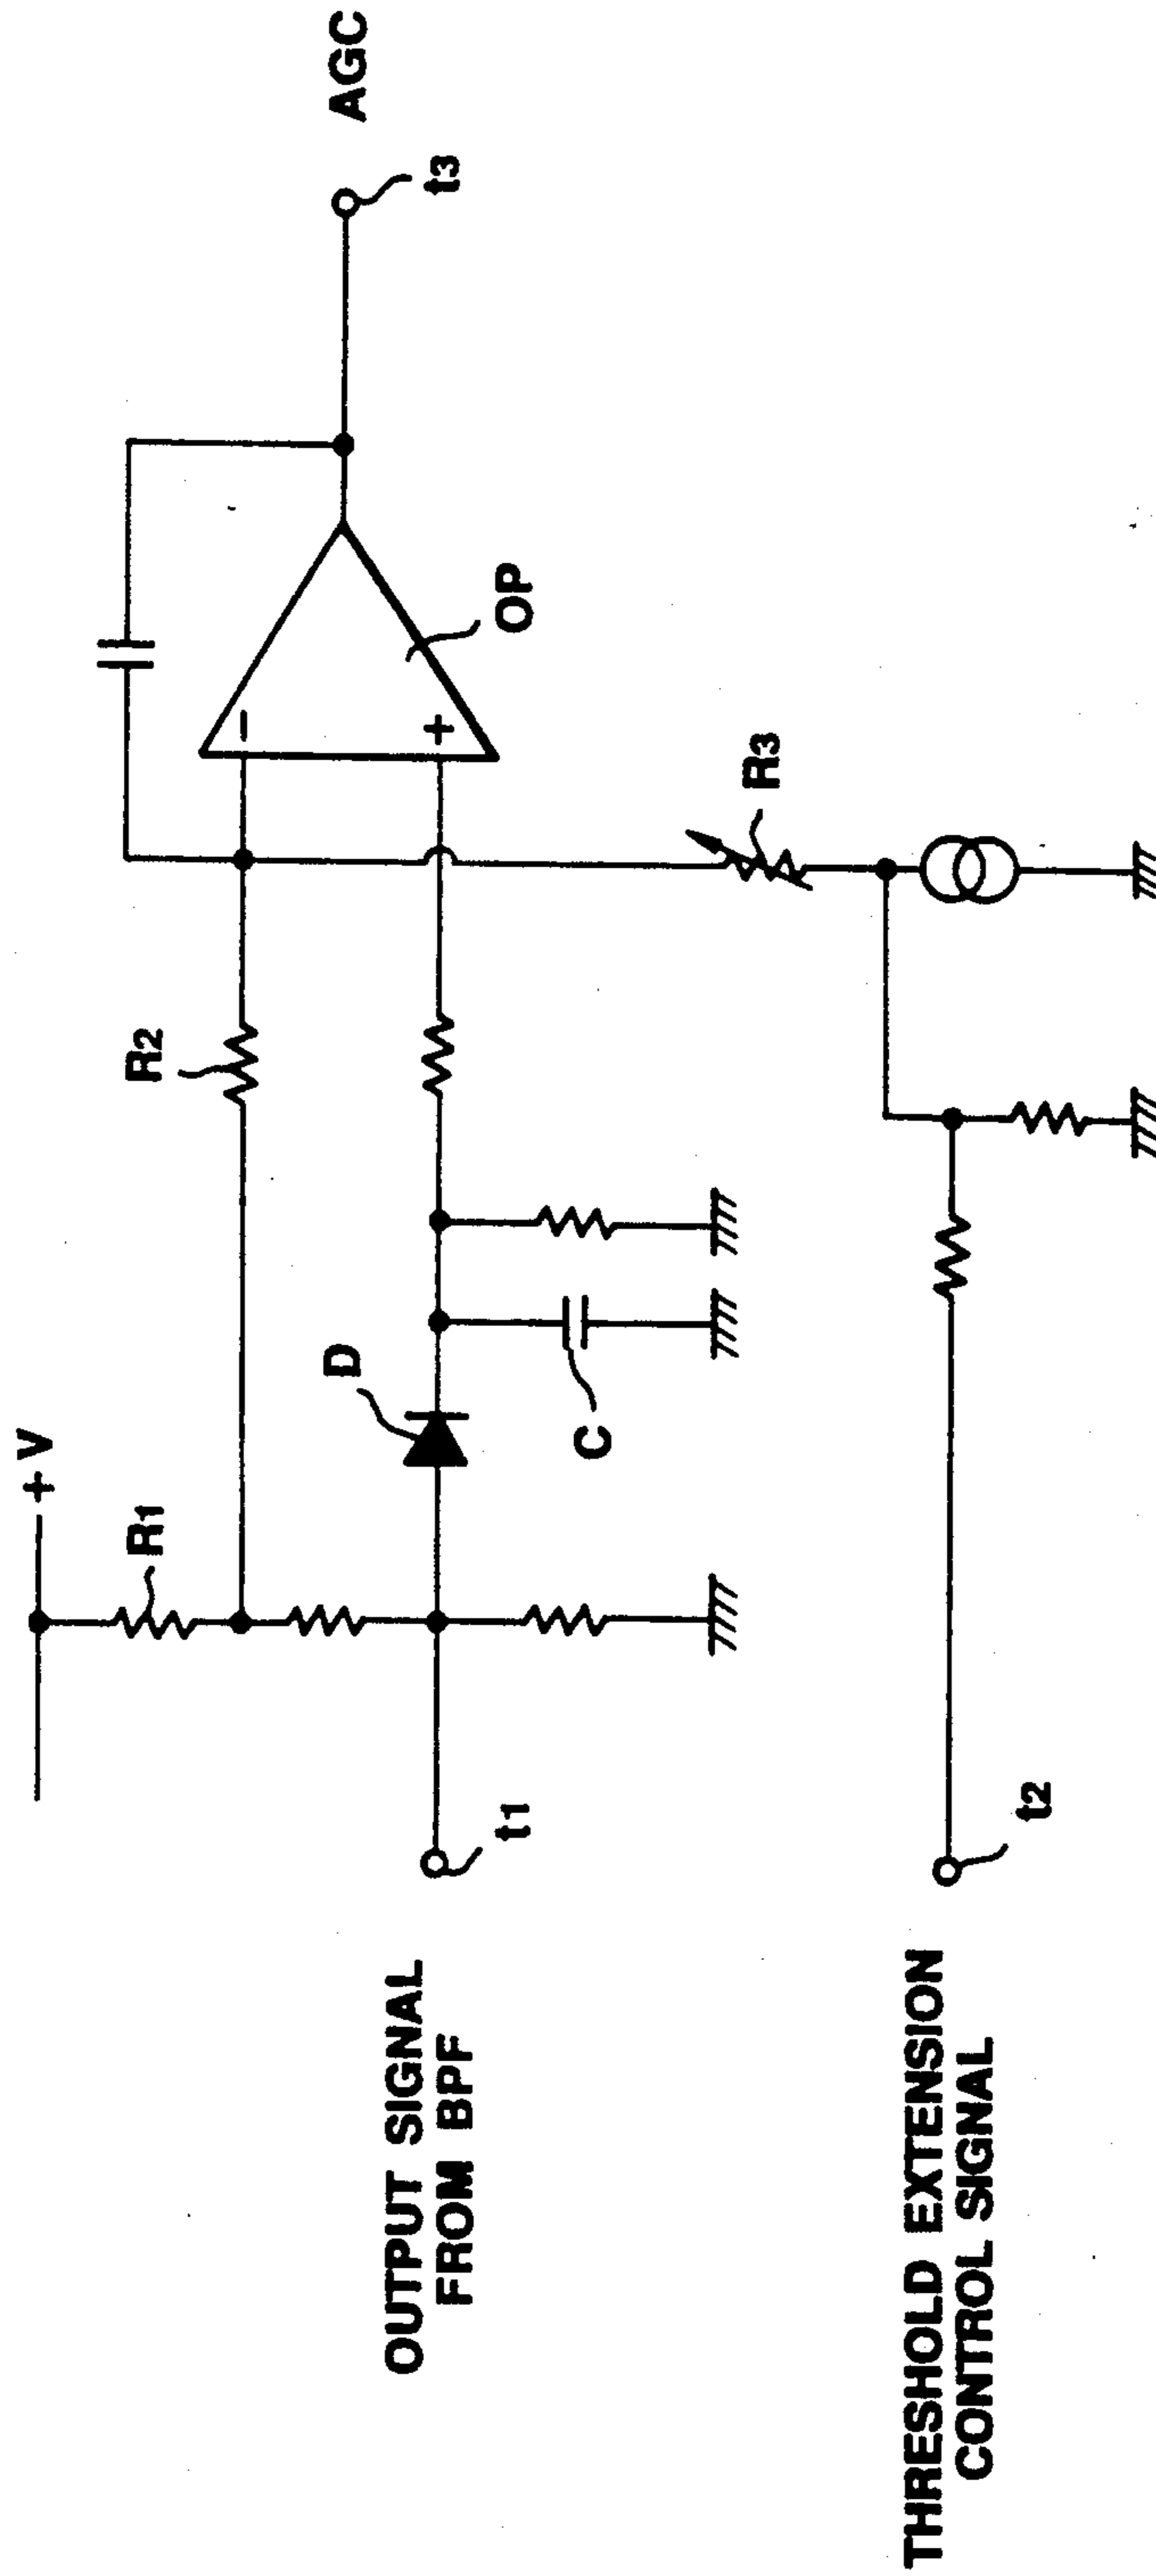 + V
R1
R2
D
C
−
+
OP
AGC
t3
OUTPUT SIGNAL
FROM BPF
t1
R3
THRESHOLD EXTENSION
CONTROL SIGNAL
t2